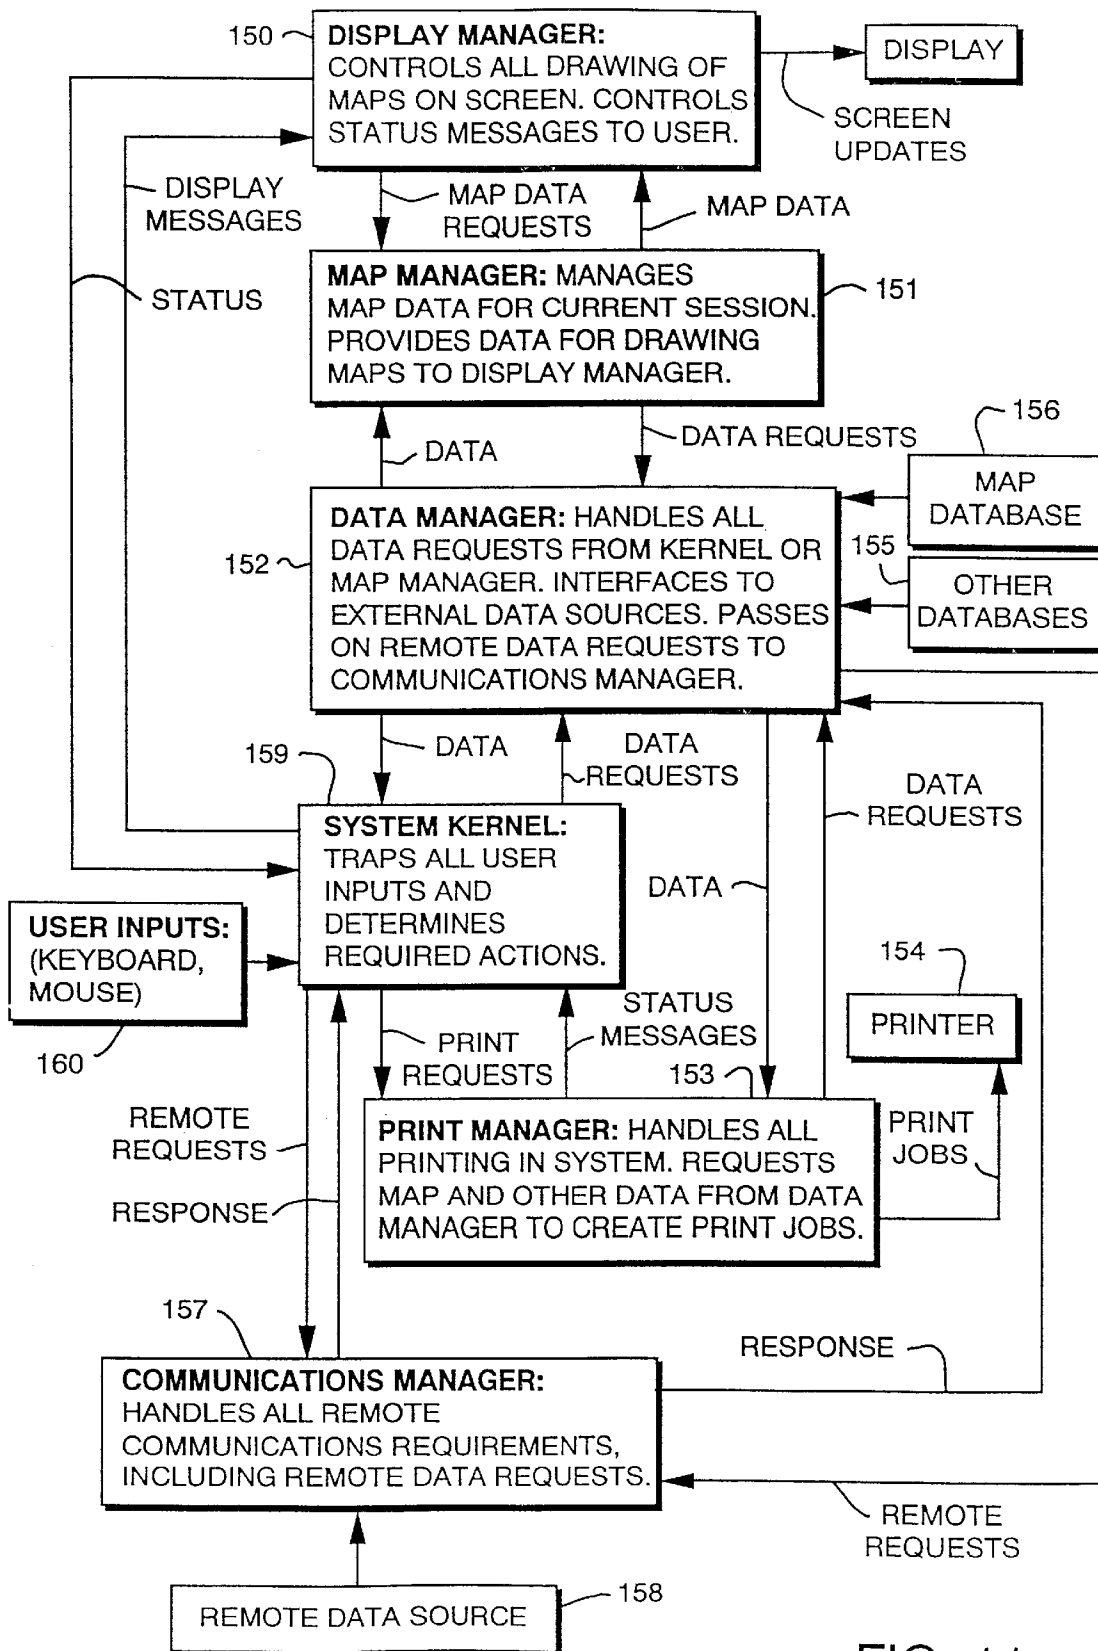 150
DISPLAY MANAGER:
CONTROLS ALL DRAWING OF
MAPS ON SCREEN. CONTROLS
STATUS MESSAGES TO USER.
DISPLAY
SCREEN
UPDATES
DISPLAY
MESSAGES
MAP DATA
REQUESTS
MAP DATA
STATUS
MAP MANAGER: MANAGES
MAP DATA FOR CURRENT SESSION.
PROVIDES DATA FOR DRAWING
MAPS TO DISPLAY MANAGER.
151
DATA
DATA REQUESTS
156
MAP
DATABASE
152
DATA MANAGER: HANDLES ALL
DATA REQUESTS FROM KERNEL OR
MAP MANAGER. INTERFACES TO
EXTERNAL DATA SOURCES. PASSES
ON REMOTE DATA REQUESTS TO
COMMUNICATIONS MANAGER.
155
OTHER
DATABASES
159
DATA
DATA
REQUESTS
DATA
REQUESTS
SYSTEM KERNEL:
TRAPS ALL USER
INPUTS AND
DETERMINES
REQUIRED ACTIONS.
DATA
USER INPUTS:
(KEYBOARD,
MOUSE)
160
154
PRINTER
PRINT
REQUESTS
STATUS
MESSAGES
153
REMOTE
REQUESTS
RESPONSE
PRINT MANAGER: HANDLES ALL
PRINTING IN SYSTEM. REQUESTS
MAP AND OTHER DATA FROM DATA
MANAGER TO CREATE PRINT JOBS.
PRINT
JOBS
157
RESPONSE
COMMUNICATIONS MANAGER:
HANDLES ALL REMOTE
COMMUNICATIONS REQUIREMENTS,
INCLUDING REMOTE DATA REQUESTS.
REMOTE
REQUESTS
REMOTE DATA SOURCE
158